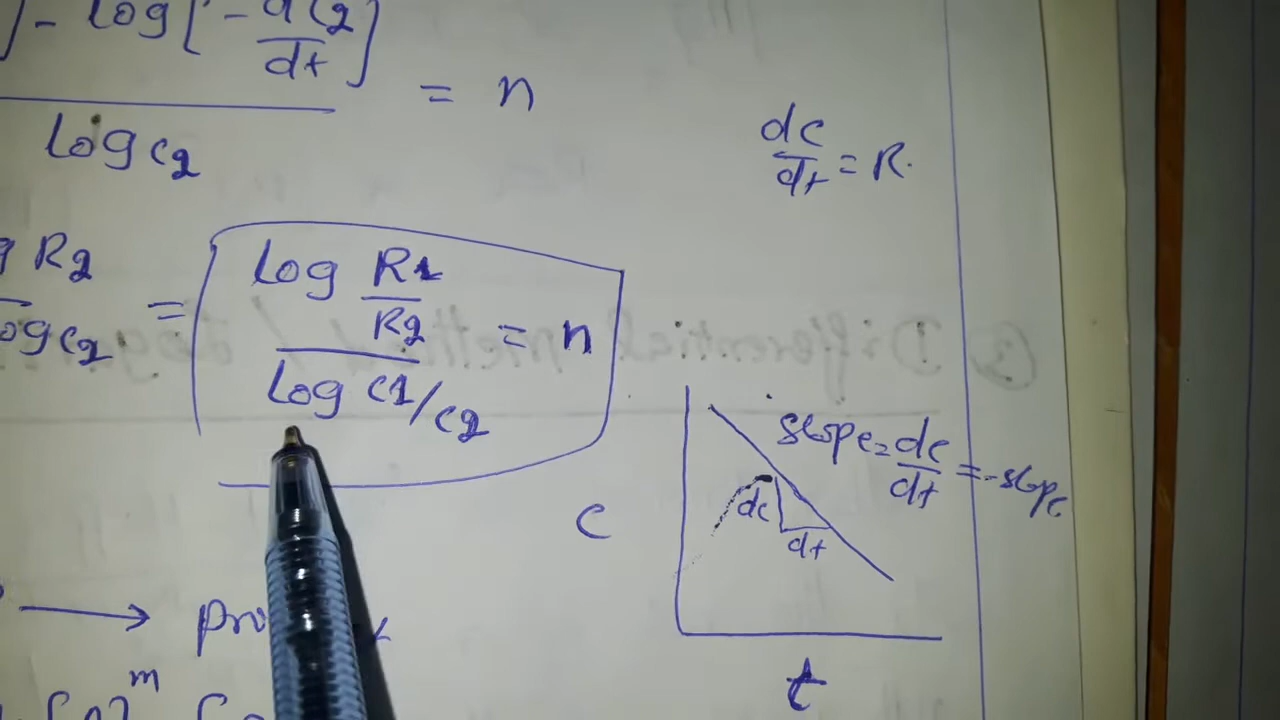 ] - log [ - dC2/dt ] = n
log C2
dc/dt = R.
R2 / log C2 = log R1/R2 / log C1/C2 = n
slope = dc/dt = -slope
dc
dt
C
t
→
m